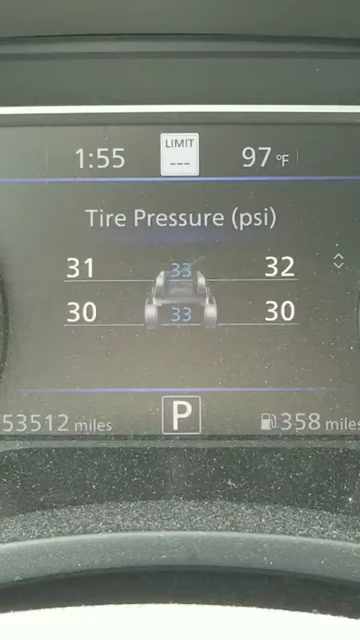 LIMIT
1:55 --- 97 °F
Tire Pressure (psi)
31 33 32
30 33 30
P
53512 miles 358 miles